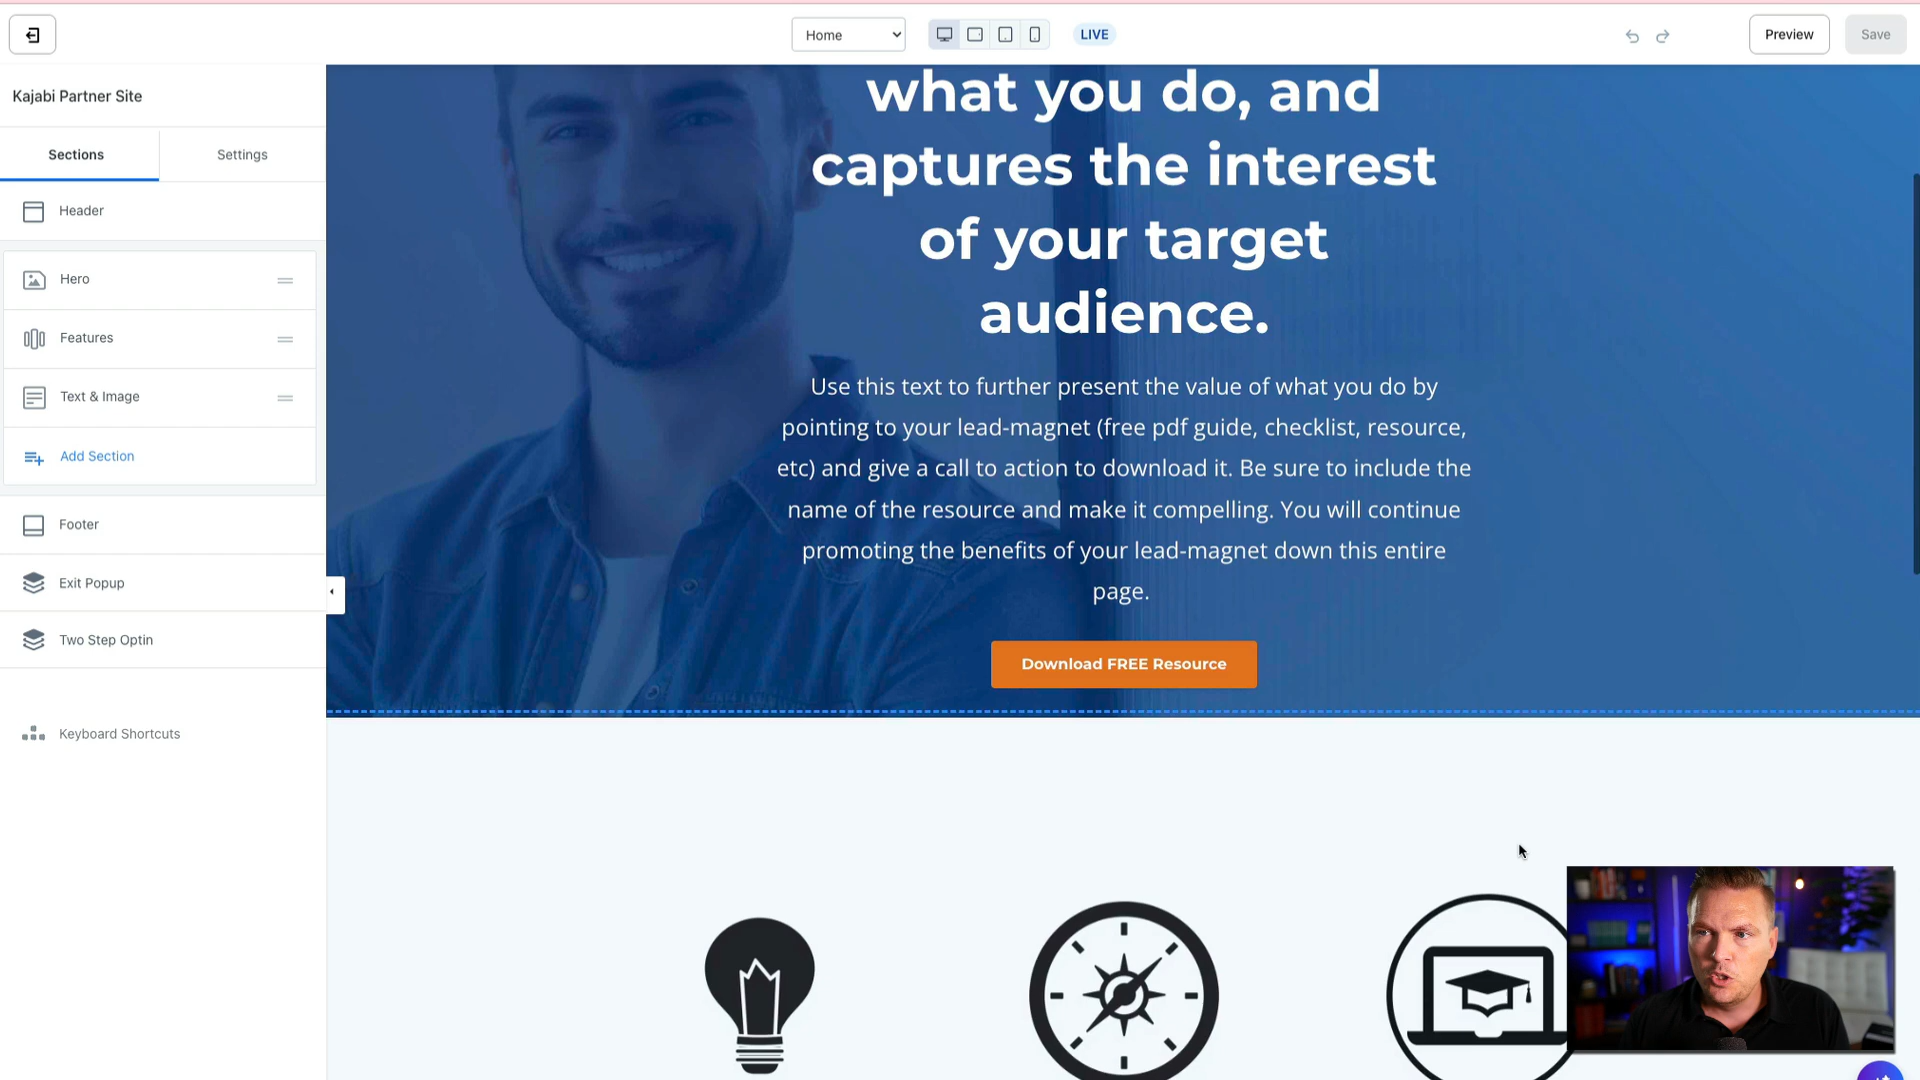 Home
LIVE
Preview
Save
Kajabi Partner Site
Sections
Settings
Header
Hero
Features
Text & Image
Add Section
Footer
Exit Popup
Two Step Optin
Keyboard Shortcuts
what you do, and
captures the interest
of your target
audience.
Use this text to further present the value of what you do by
pointing to your lead-magnet (free pdf guide, checklist, resource,
etc) and give a call to action to download it. Be sure to include the
name of the resource and make it compelling. You will continue
promoting the benefits of your lead-magnet down this entire
page.
Download FREE Resource